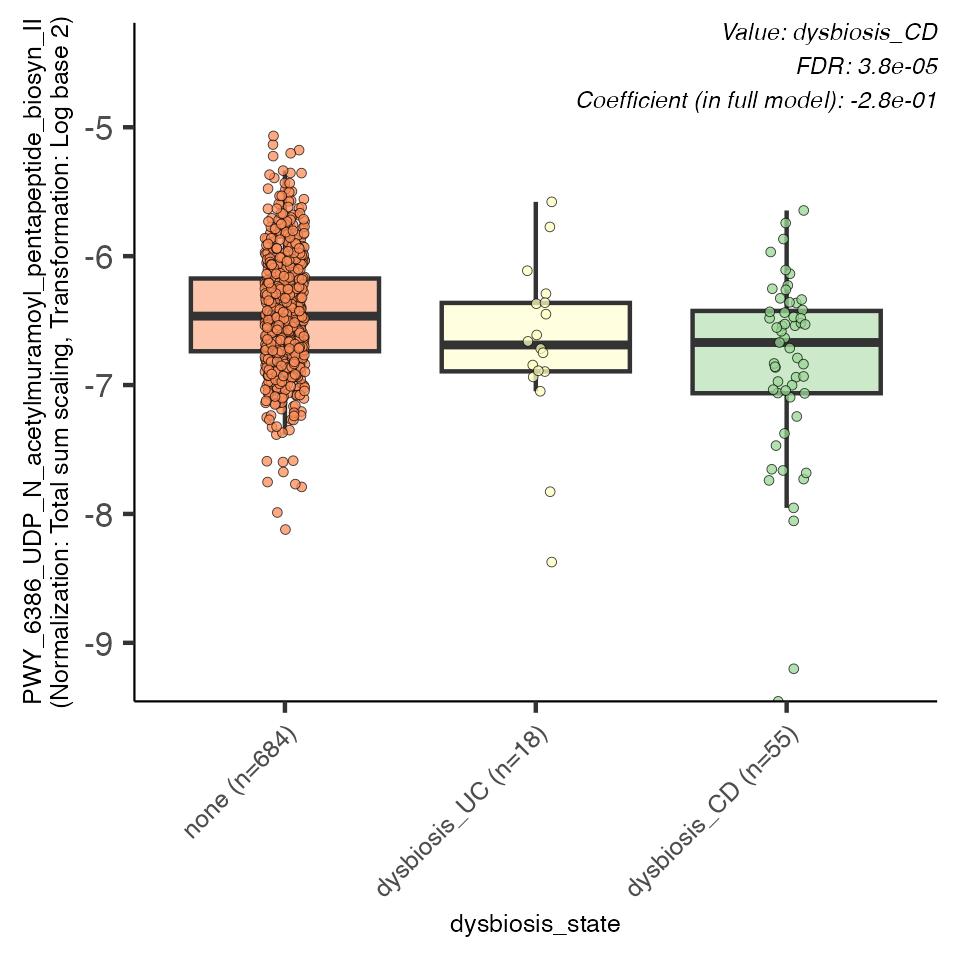 Value: dysbiosis_CD
FDR: 3.8e-05
Coefficient (in full model): -2.8e-01
PWY_6386_UDP_N_acetylmuramoyl_pentapeptide_biosyn_II
(Normalization: Total sum scaling, Transformation: Log base 2)
-5
-6
-7
-8
-9
none (n=684)
dysbiosis_UC (n=18)
dysbiosis_CD (n=55)
dysbiosis_state